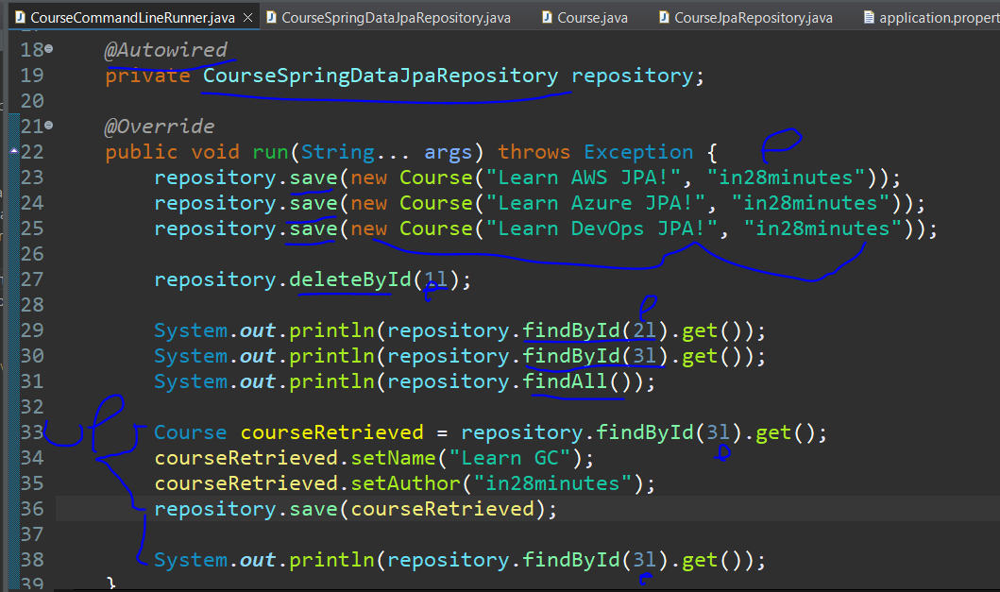 CourseCommandLineRunner.java CourseSpringDataJpaRepository.java Course.java CourseJpaRepository.java application.propert
18 @Autowired
19 private CourseSpringDataJpaRepository repository;
20
21 @Override
22 public void run(String... args) throws Exception {
23 repository.save(new Course("Learn AWS JPA!", "in28minutes"));
24 repository.save(new Course("Learn Azure JPA!", "in28minutes"));
25 repository.save(new Course("Learn DevOps JPA!", "in28minutes"));
26
27 repository.deleteById(1l);
28
29 System.out.println(repository.findById(2l).get());
30 System.out.println(repository.findById(3l).get());
31 System.out.println(repository.findAll());
32
33 Course courseRetrieved = repository.findById(3l).get();
34 courseRetrieved.setName("Learn GC");
35 courseRetrieved.setAuthor("in28minutes");
36 repository.save(courseRetrieved);
37
38 System.out.println(repository.findById(3l).get());
39 }